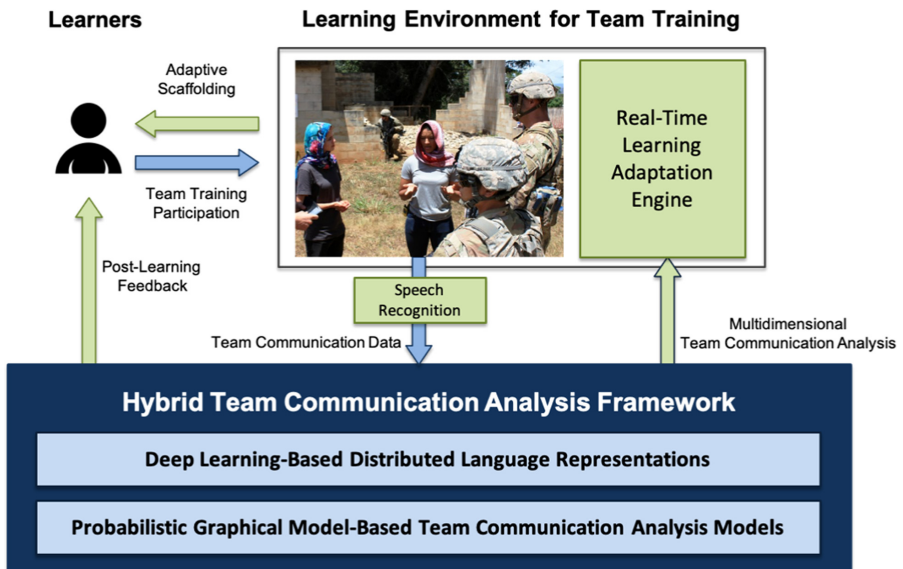 Learners
Learning Environment for Team Training
Adaptive
Scaffolding
Team Training
Participation
Real-Time
Learning
Adaptation
Engine
Post-Learning
Feedback
Speech
Recognition
Team Communication Data
Multidimensional
Team Communication Analysis
Hybrid Team Communication Analysis Framework
Deep Learning-Based Distributed Language Representations
Probabilistic Graphical Model-Based Team Communication Analysis Models